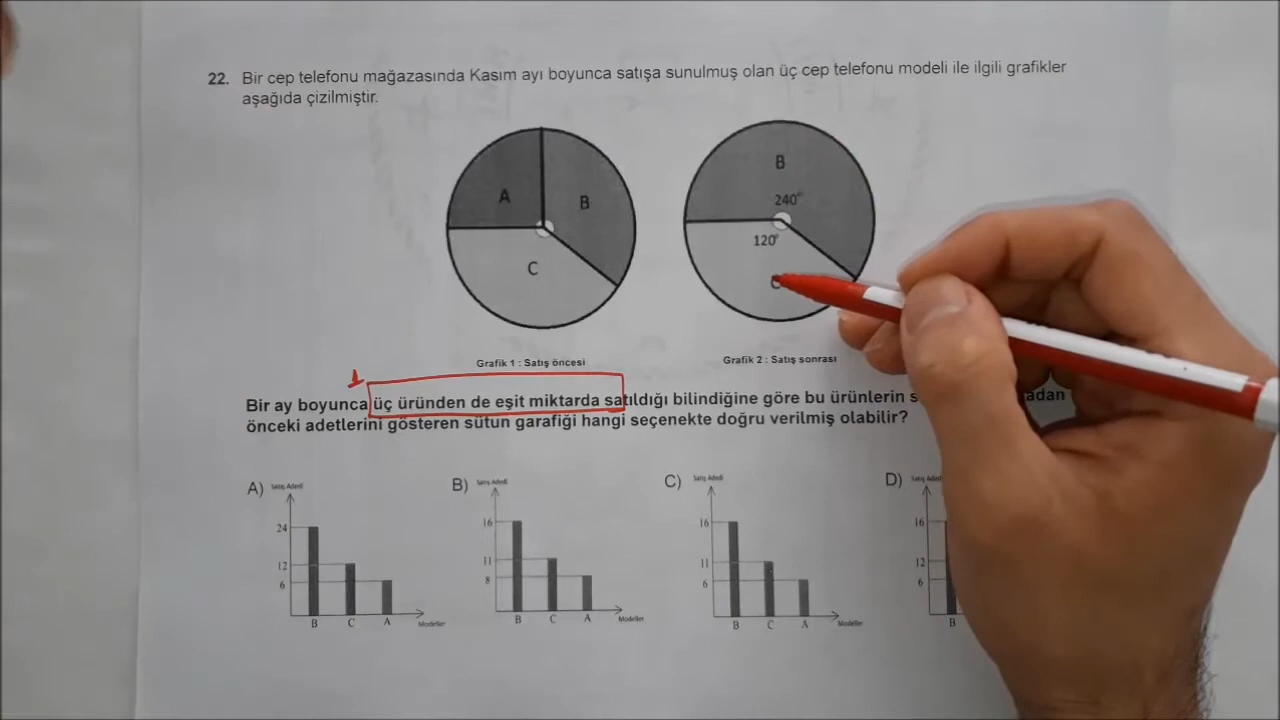 22. Bir cep telefonu mağazasında Kasım ayı boyunca satışa sunulmuş olan üç cep telefonu modeli ile ilgili grafikler
aşağıda çizilmiştir.
A
B
C
B
240°
120°
C
Grafik 1 : Satış öncesi
Grafik 2 : Satış sonrası
1
Bir ay boyunca üç üründen de eşit miktarda satıldığı bilindiğine göre bu ürünlerin
önceki adetlerini gösteren sütun garafiği hangi seçenekte doğru verilmiş olabilir?
A)
Satış Adedi
24
12
6
B C A
Modeller
B)
Satış Adedi
16
11
8
B C A
Modeller
C)
Satış Adedi
16
11
6
B C A
Modeller
D)
Satış Adedi
16
12
6
B